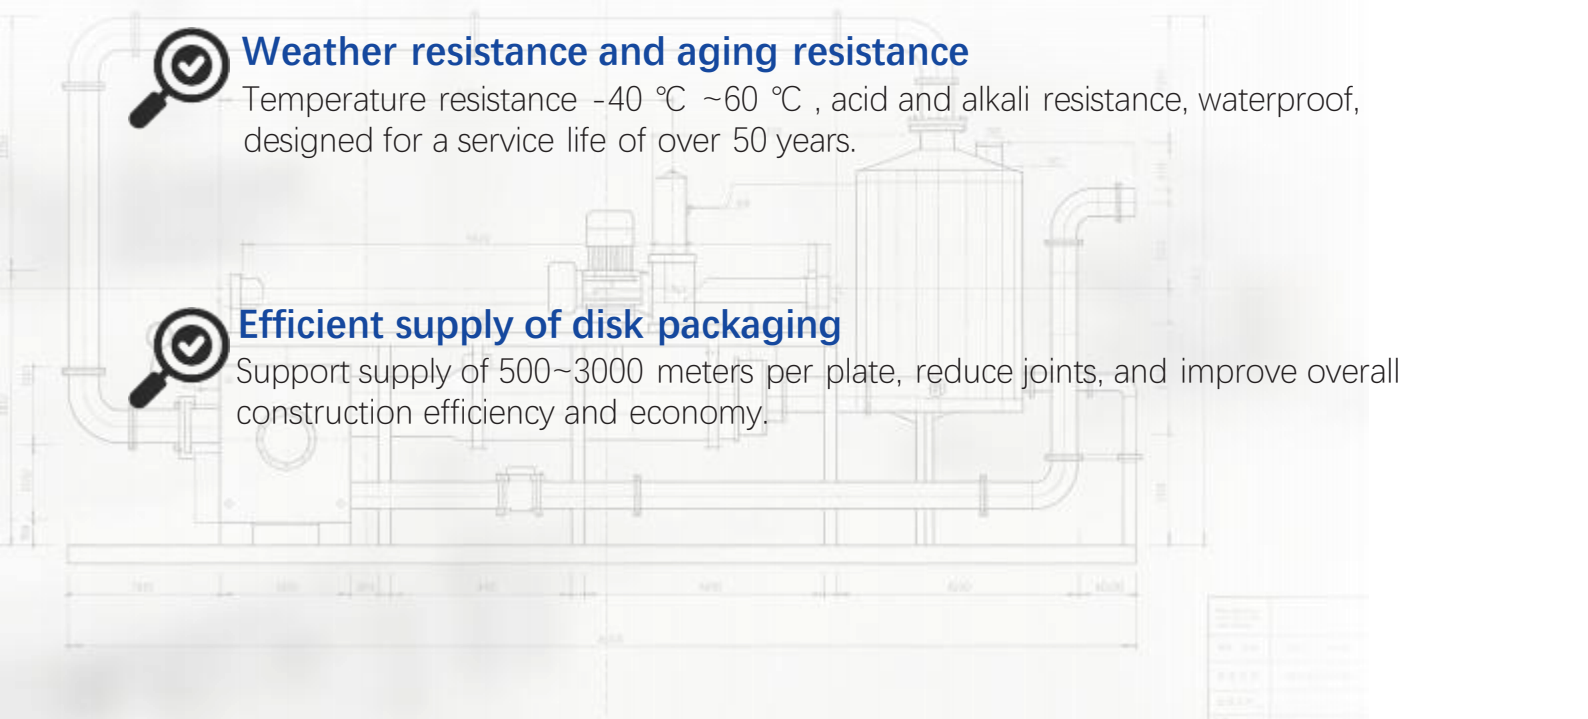 Weather resistance and aging resistance
Temperature resistance -40 ℃ ~60 ℃ , acid and alkali resistance, waterproof,
designed for a service life of over 50 years.
Efficient supply of disk packaging
Support supply of 500~3000 meters per plate, reduce joints, and improve overall
construction efficiency and economy.